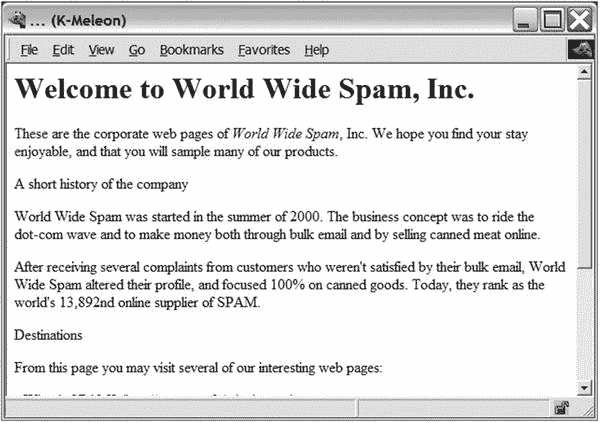 ... (K-Meleon)
File Edit View Go Bookmarks Favorites Help
Welcome to World Wide Spam, Inc.
These are the corporate web pages of World Wide Spam, Inc. We hope you find your stay
enjoyable, and that you will sample many of our products.
A short history of the company
World Wide Spam was started in the summer of 2000. The business concept was to ride the
dot-com wave and to make money both through bulk email and by selling canned meat online.
After receiving several complaints from customers who weren't satisfied by their bulk email, World
Wide Spam altered their profile, and focused 100% on canned goods. Today, they rank as the
world's 13,892nd online supplier of SPAM.
Destinations
From this page you may visit several of our interesting web pages: